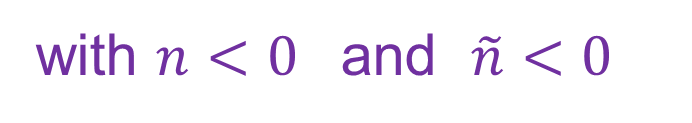 with n < 0 and ñ < 0